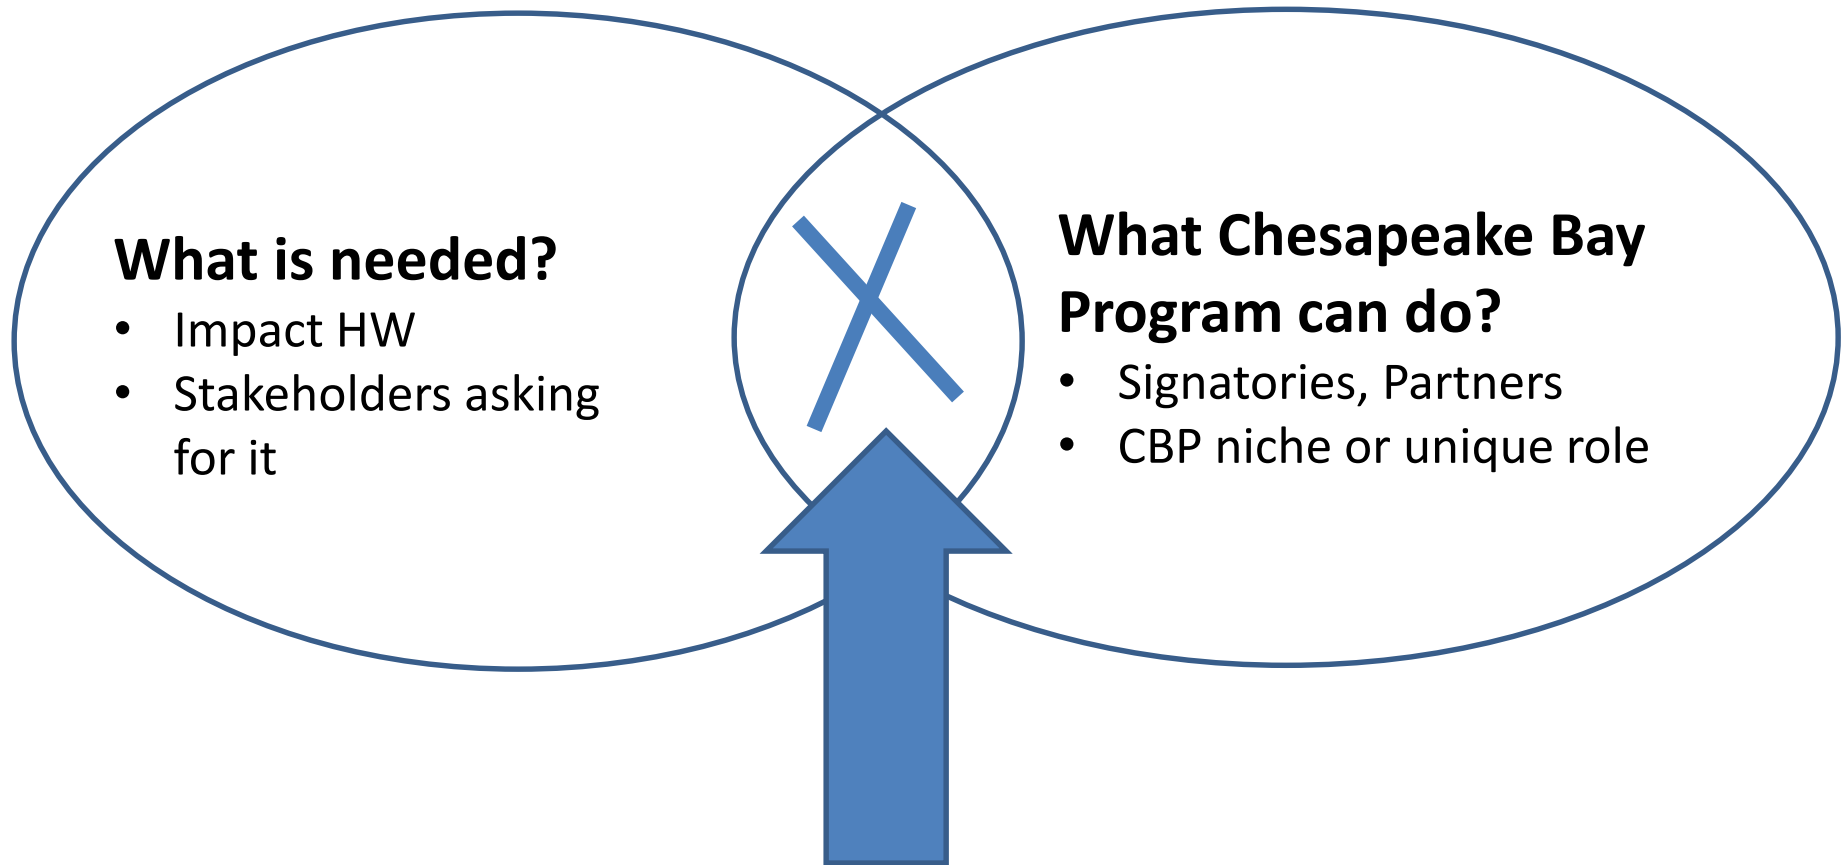 What is needed?
• Impact HW
• Stakeholders asking
for it
What Chesapeake Bay
Program can do?
• Signatories, Partners
• CBP niche or unique role